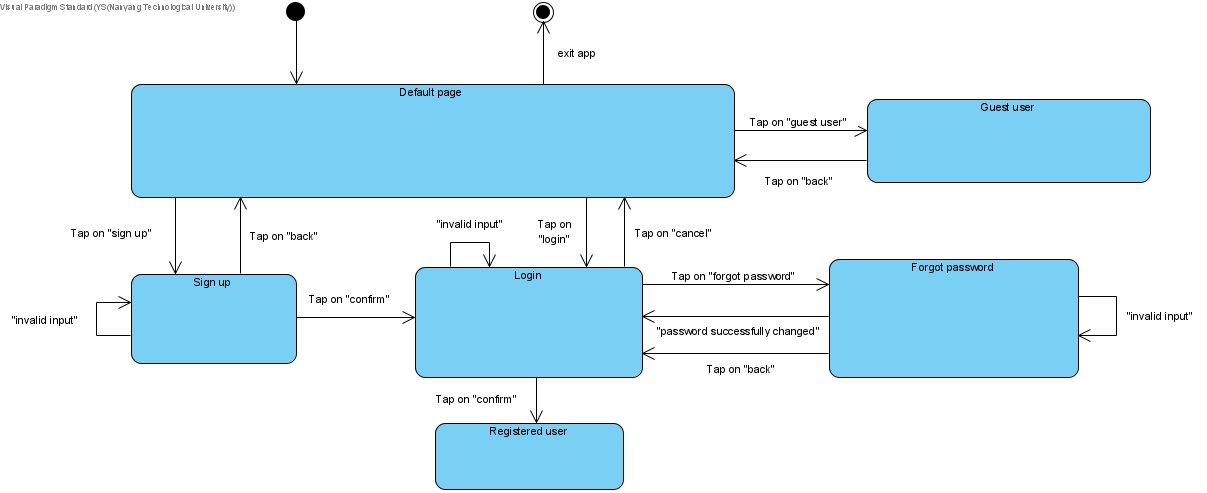 Visual Paradigm Standard (YS(Nanyang Technological University))
exit app
Default page
Tap on "guest user"
Guest user
Tap on "back"
Tap on "sign up"
Tap on "back"
"invalid input"
Tap on
"login"
Tap on "cancel"
Sign up
Login
Forgot password
Tap on "forgot password"
Tap on "confirm"
"invalid input"
"password successfully changed"
"invalid input"
Tap on "back"
Tap on "confirm"
Registered user